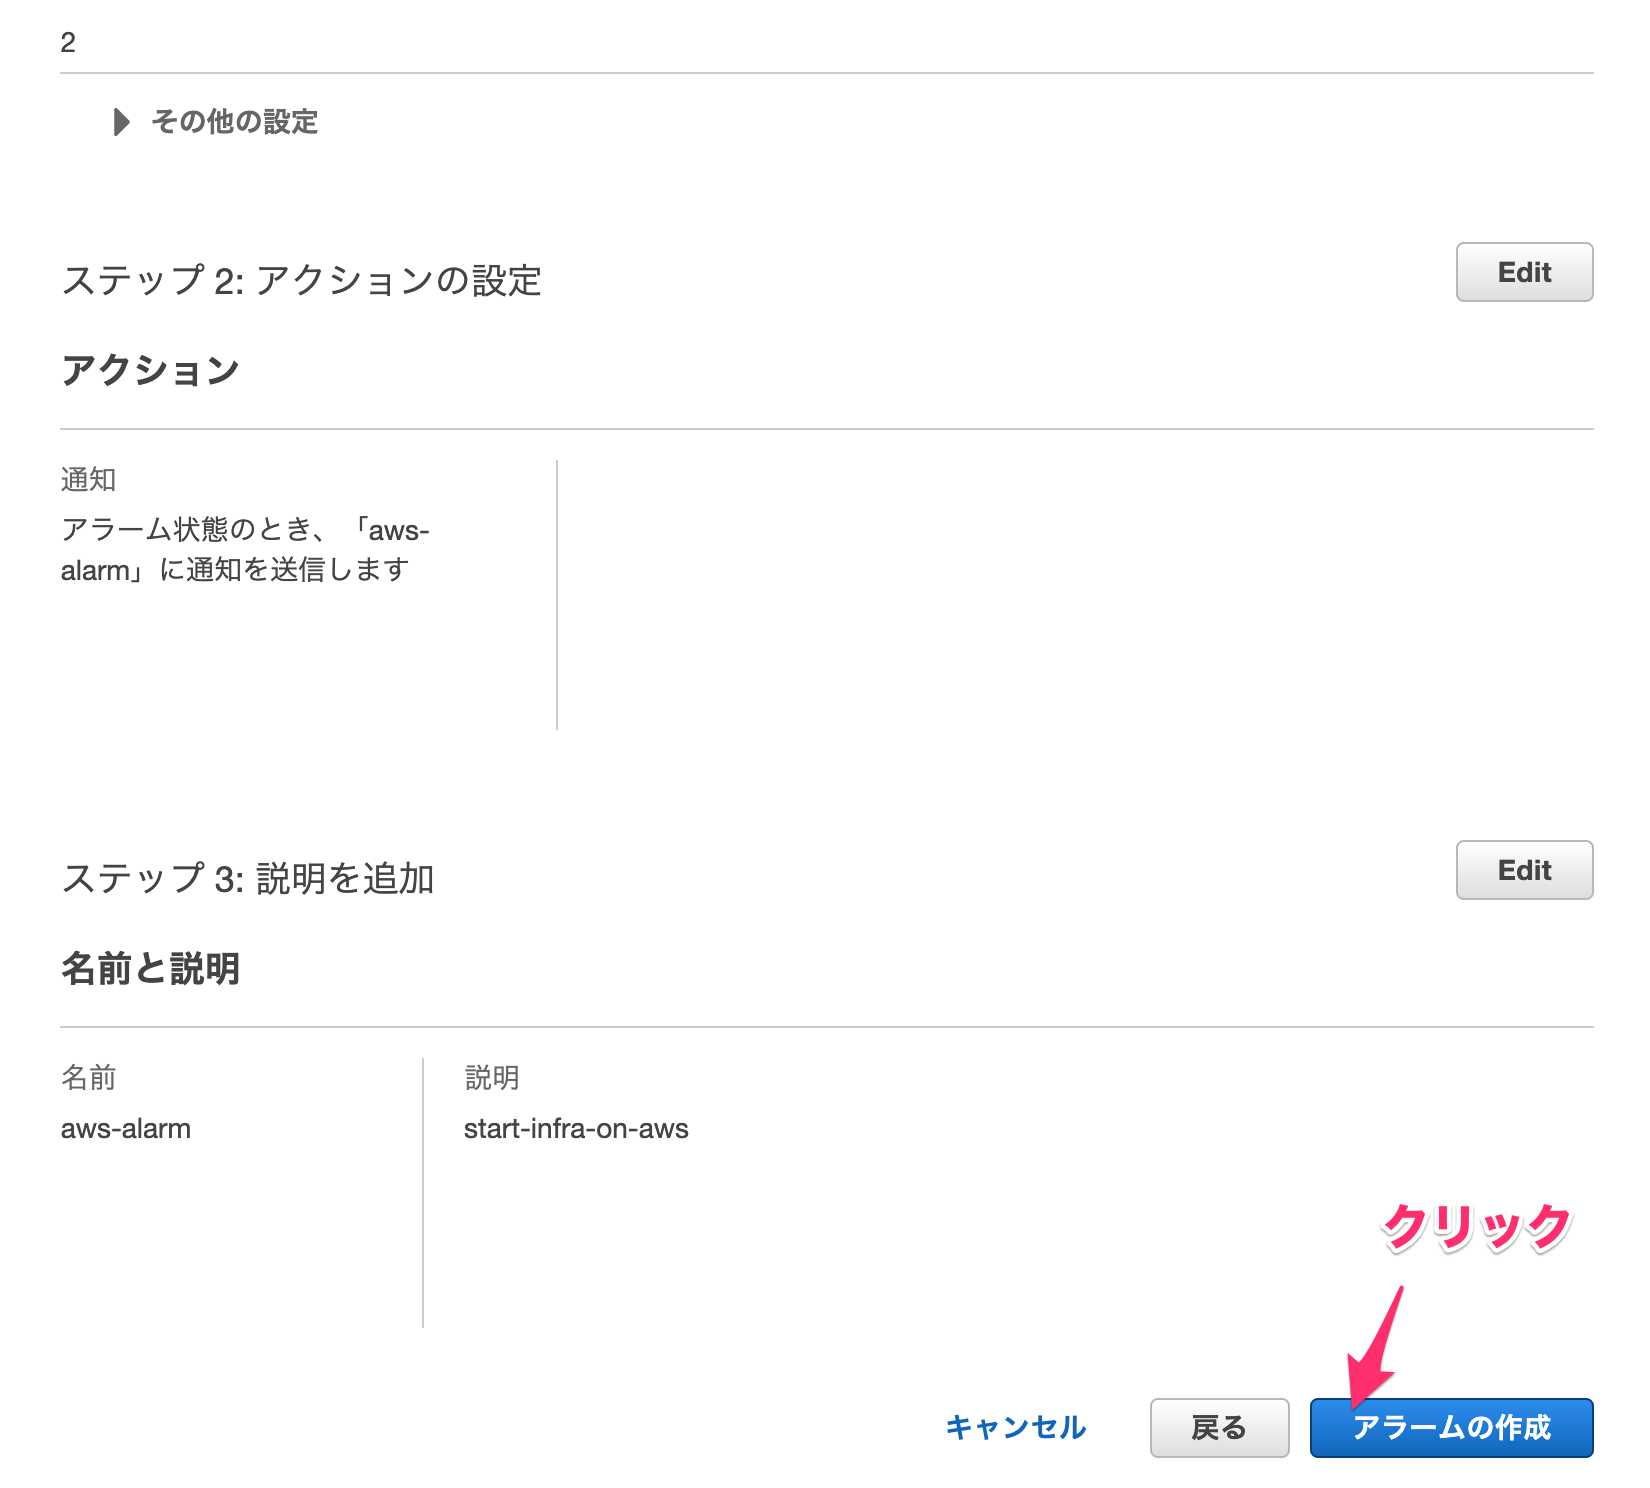 2
その他の設定
ステップ 2: アクションの設定
Edit
アクション
通知
アラーム状態のとき、「aws-
alarm」に通知を送信します
ステップ 3: 説明を追加
Edit
名前と説明
名前
説明
aws-alarm
start-infra-on-aws
クリック
キャンセル
戻る
アラームの作成